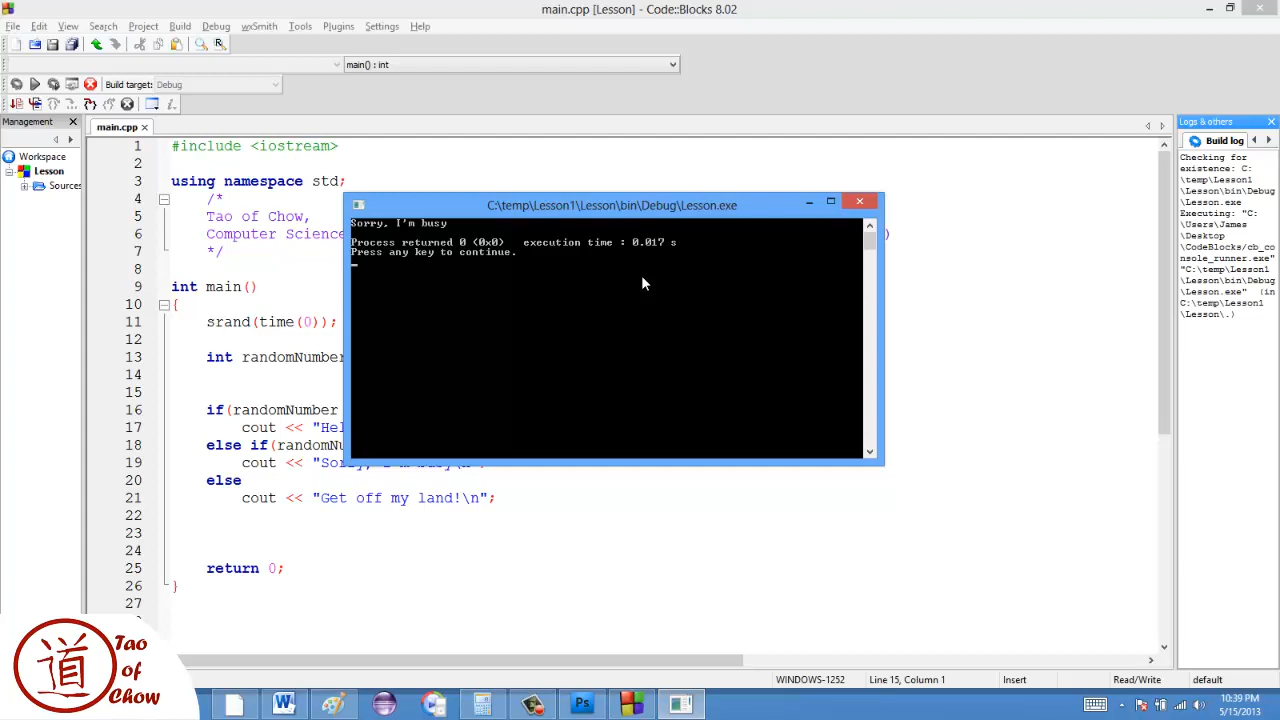 main.cpp [Lesson] - Code::Blocks 8.02
File Edit View Search Project Build Debug wxSmith Tools Plugins Settings Help
main() : int
Build target: Debug
Management
main.cpp
Workspace
Lesson
Sources
1 #include <iostream>
2
3 using namespace std;
4 /*
5 Tao of Chow,
6 Computer Science )
7 */
8
9 int main()
10 {
11 srand(time(0));
12
13 int randomNumber
14
15
16 if(randomNumber
17 cout << "Hel
18 else if(randomNu
19 cout << "Sorry, I'm busy\n";
20 else
21 cout << "Get off my land!\n";
22
23
24
25 return 0;
26 }
27
C:\temp\Lesson1\Lesson\bin\Debug\Lesson.exe
Sorry, I'm busy
Process returned 0 (0x0) execution time : 0.017 s
Press any key to continue.
Logs & others
Build log
Checking for
existence: C:
\temp\Lesson1
\Lesson\bin\Debug
\Lesson.exe
Executing: "C:
\Users\James
\Desktop
\CodeBlocks/cb_co
nsole_runner.exe"
"C:\temp\Lesson1
\Lesson\bin\Debug
\Lesson.exe" (in
C:\temp\Lesson1
\Lesson\.)
道
Tao
of
Chow
WINDOWS-1252 Line 15, Column 1 Insert Read/Write default
W Ps
10:39 PM
5/15/2013